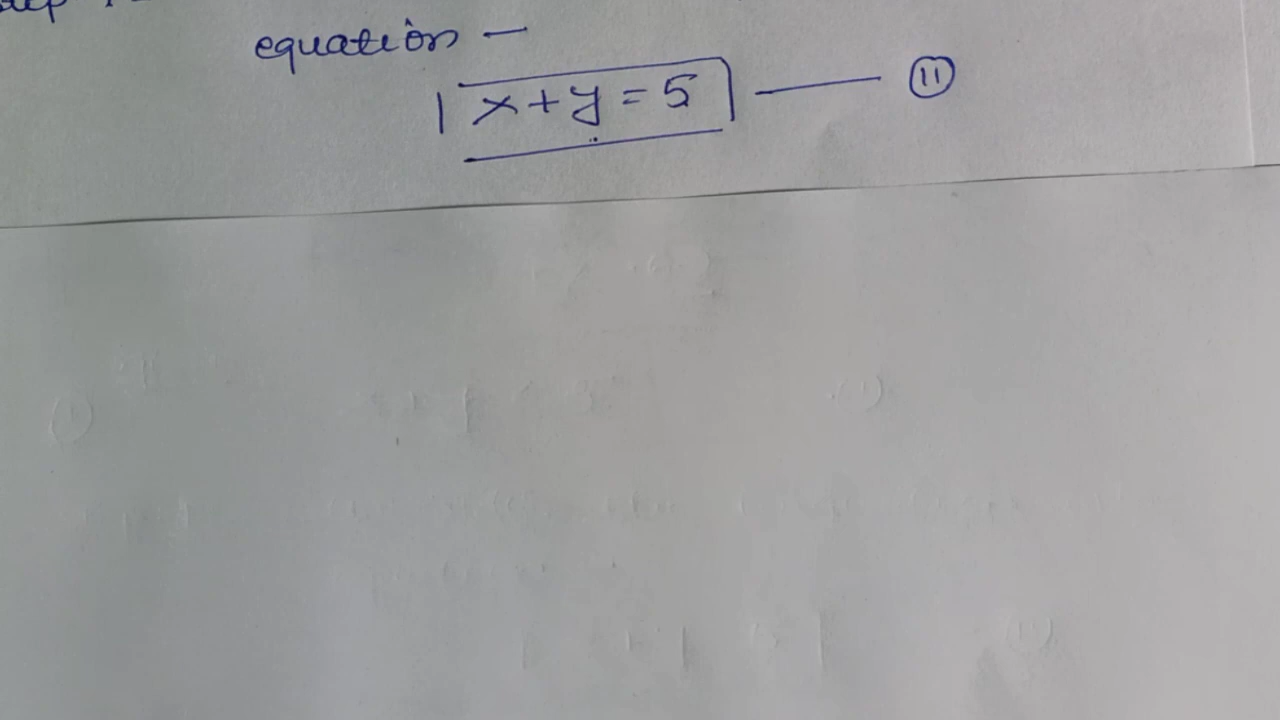 equation -
x + y = 5 — (11)